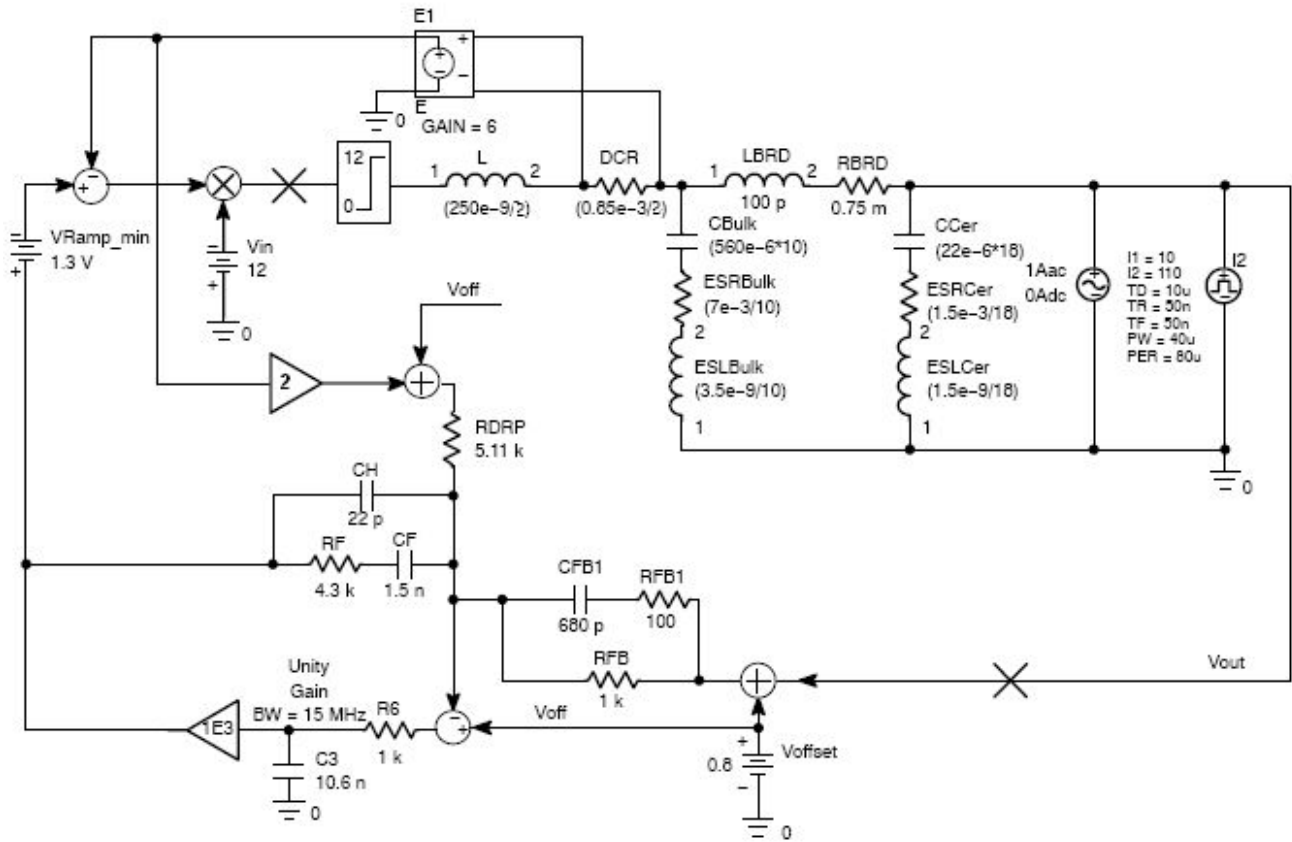 E1
+
−
+
−
E
0
GAIN = 6
−
+
12
0
1 L 2
(250e−9/2)
DCR
(0.85e−3/2)
LBRD
1 2
100 p
RBRD
0.75 m
−
+
VRamp_min
1.3 V
−
Vin
12
+
0
CBulk
(560e−6*10)
ESRBulk
(7e−3/10)
2
ESLBulk
(3.5e−9/10)
1
CCer
(22e−6*18)
ESRCer
(1.5e−3/18)
2
ESLCer
(1.5e−9/18)
1
1Aac
0Adc
+
−
I1 = 10
I2 = 110
TD = 10u
TR = 50n
TF = 50n
PW = 40u
PER = 80u
I2
0
Voff
2
RDRP
5.11 k
CH
22 p
RF
4.3 k
CF
1.5 n
CFB1
680 p
RFB1
100
RFB
1 k
Vout
Unity
Gain
BW = 15 MHz
1E3
R6
1 k
−
+
Voff
C3
10.6 n
0
+
0.8
−
Voffset
0